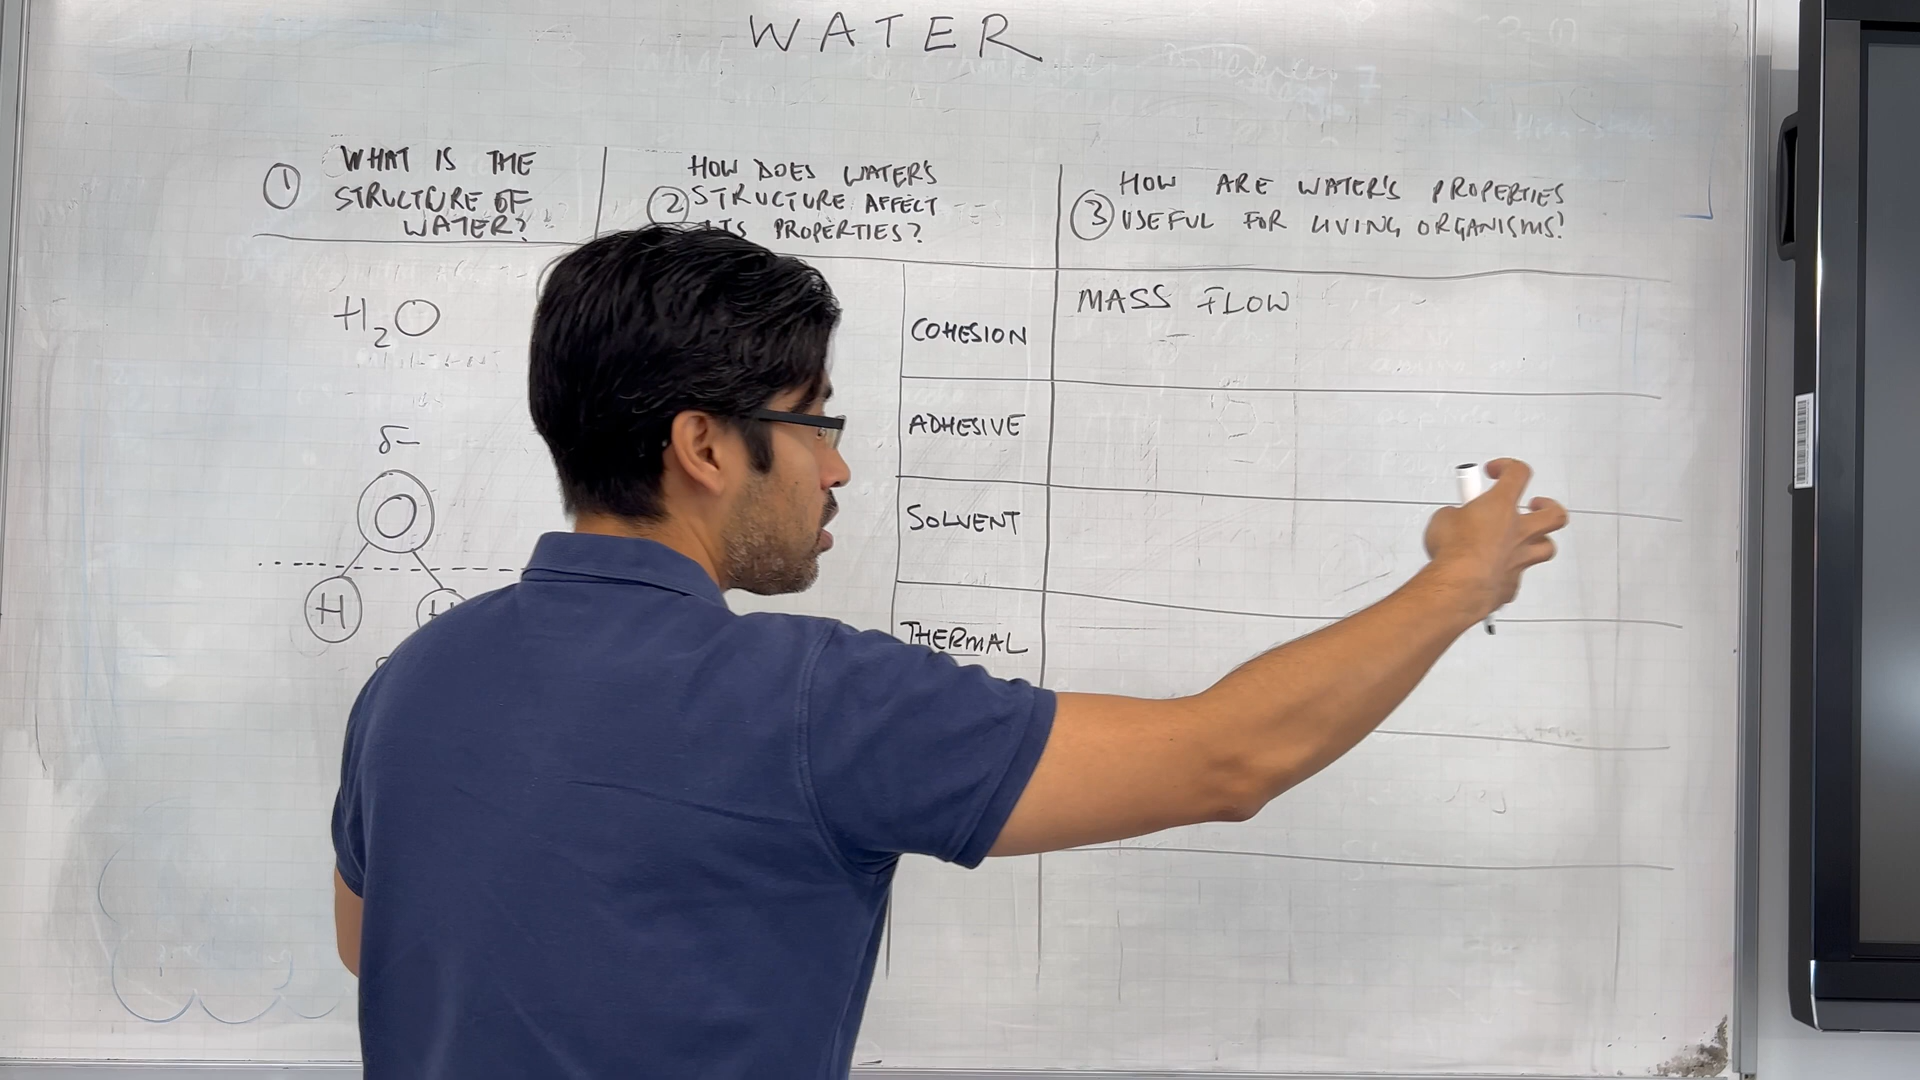 WATER
1 WHAT IS THE
STRUCTURE OF
WATER?
HOW DOES WATER'S
2 STRUCTURE AFFECT
ITS PROPERTIES?
HOW ARE WATER'S PROPERTIES
3 USEFUL FOR LIVING ORGANISMS?
H2O
δ-
O
H H
COHESION
MASS FLOW
ADHESIVE
SOLVENT
THERMAL